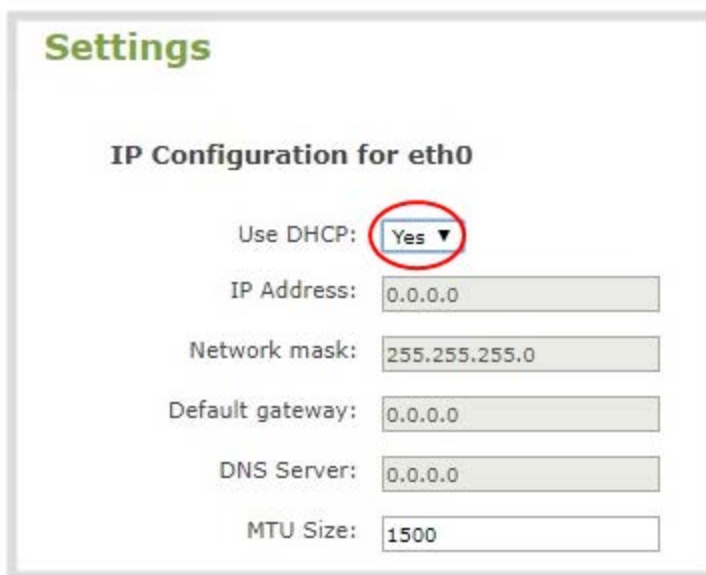 Settings
IP Configuration for eth0
Use DHCP: Yes ▼
IP Address: 0.0.0.0
Network mask: 255.255.255.0
Default gateway: 0.0.0.0
DNS Server: 0.0.0.0
MTU Size: 1500